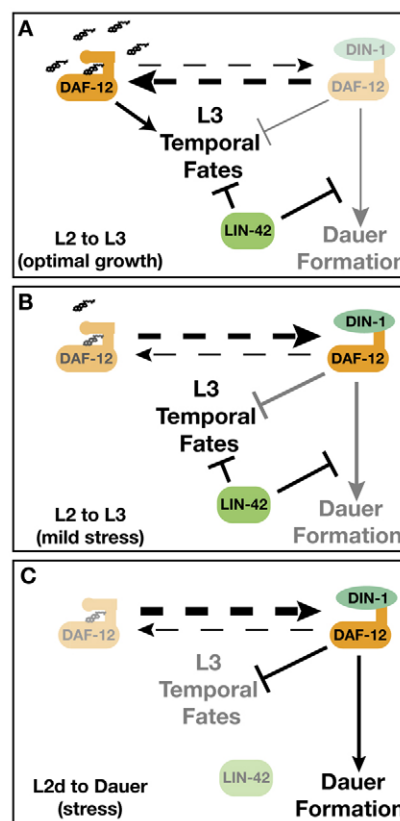 A
DIN-1
DAF-12
DAF-12
L3
Temporal
Fates
LIN-42
L2 to L3
(optimal growth)
Dauer
Formation
B
DIN-1
DAF-12
DAF-12
L3
Temporal
Fates
LIN-42
L2 to L3
(mild stress)
Dauer
Formation
C
DIN-1
DAF-12
DAF-12
L3
Temporal
Fates
LIN-42
L2d to Dauer
(stress)
Dauer
Formation